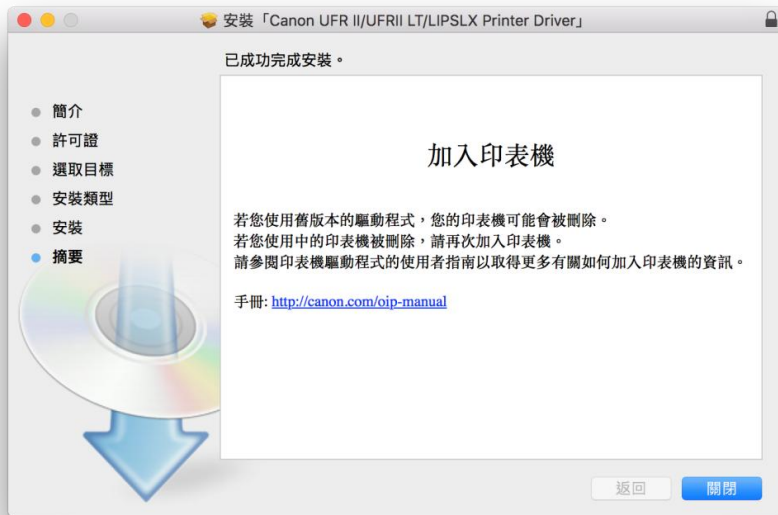 安裝「Canon UFR II/UFRII LT/LIPSLX Printer Driver」
已成功完成安裝。
簡介
許可證
選取目標
安裝類型
安裝
摘要
加入印表機
若您使用舊版本的驅動程式,您的印表機可能會被刪除。
若您使用中的印表機被刪除,請再次加入印表機。
請參閱印表機驅動程式的使用者指南以取得更多有關如何加入印表機的資訊。
手冊: http://canon.com/oip-manual
返回
關閉